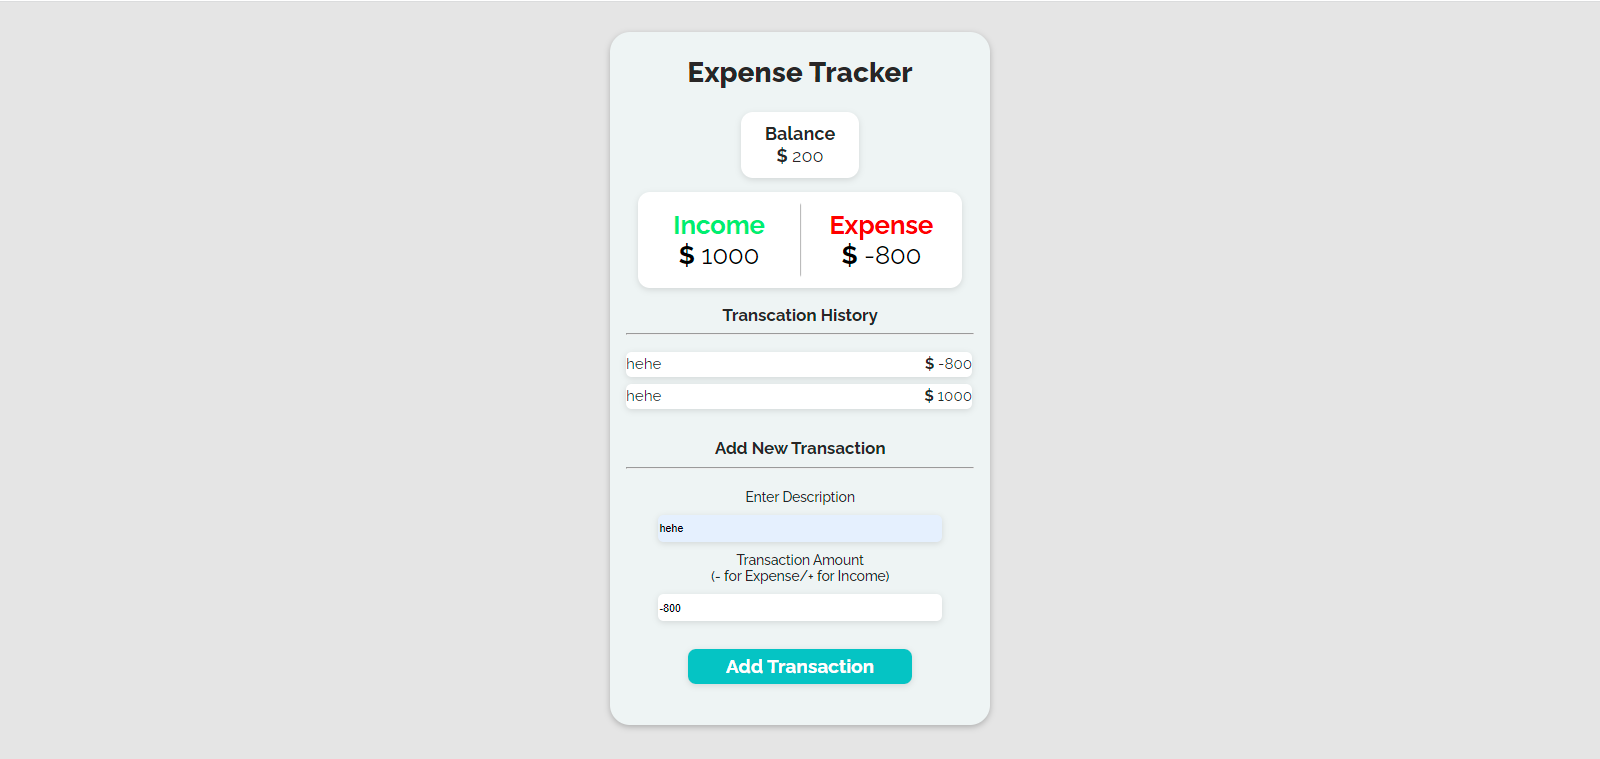 Expense Tracker
Balance
$ 200
Income
$ 1000
Expense
$ -800
Transcation History
hehe $ -800
hehe $ 1000
Add New Transaction
Enter Description
hehe
Transaction Amount
(- for Expense/+ for Income)
-800
Add Transaction